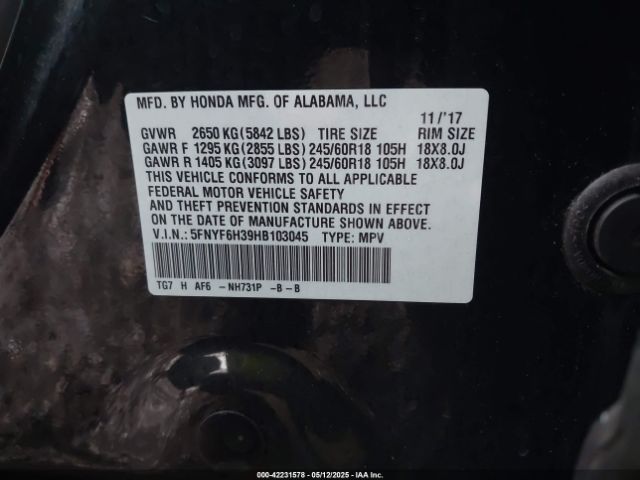 MFD. BY HONDA MFG. OF ALABAMA, LLC
11/'17
GVWR 2650 KG(5842 LBS) TIRE SIZE RIM SIZE
GAWR F 1295 KG(2855 LBS) 245/60R18 105H 18X8.0J
GAWR R 1405 KG(3097 LBS) 245/60R18 105H 18X8.0J
THIS VEHICLE CONFORMS TO ALL APPLICABLE
FEDERAL MOTOR VEHICLE SAFETY
AND THEFT PREVENTION STANDARDS IN EFFECT
ON THE DATE OF MANUFACTURE SHOWN ABOVE.
V.I.N.: 5FNYF6H39HB103045 TYPE: MPV
TG7 H AF6 -NH731P -B-B
000-42231578 - 05/12/2025 - IAAI.com